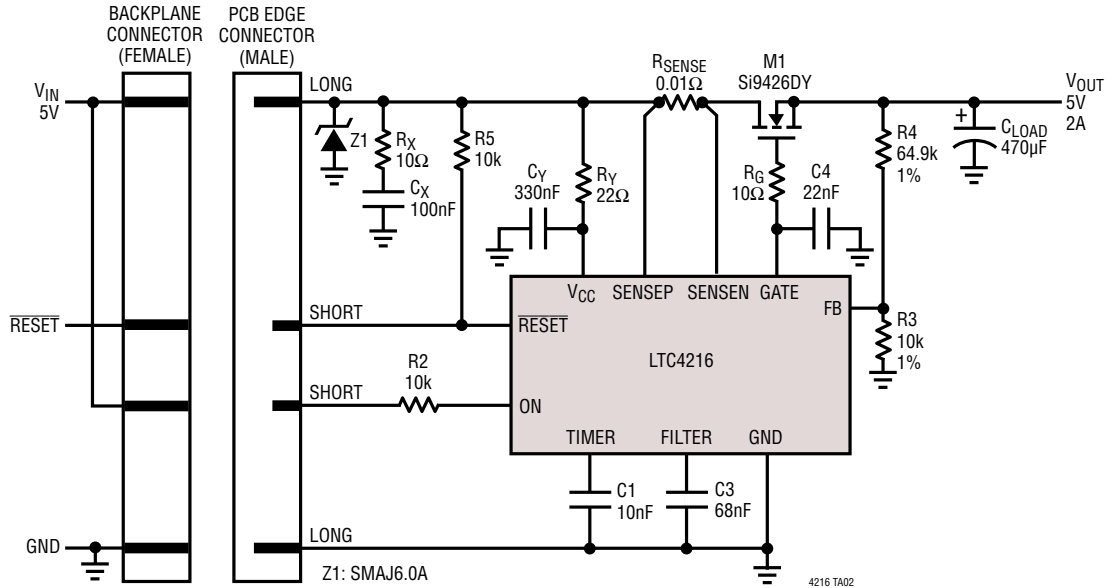 BACKPLANE
CONNECTOR
(FEMALE)
PCB EDGE
CONNECTOR
(MALE)
LONG
VIN
5V
Z1
RX
10Ω
CX
100nF
R5
10k
CY
330nF
RY
22Ω
RSENSE
0.01Ω
M1
Si9426DY
RG
10Ω
C4
22nF
R4
64.9k
1%
+
CLOAD
470µF
VOUT
5V
2A
VCC
SENSEP
SENSEN
GATE
FB
R3
10k
1%
RESET
SHORT
RESET
LTC4216
R2
10k
SHORT
ON
TIMER
FILTER
GND
C1
10nF
C3
68nF
GND
LONG
Z1: SMAJ6.0A
4216 TA02